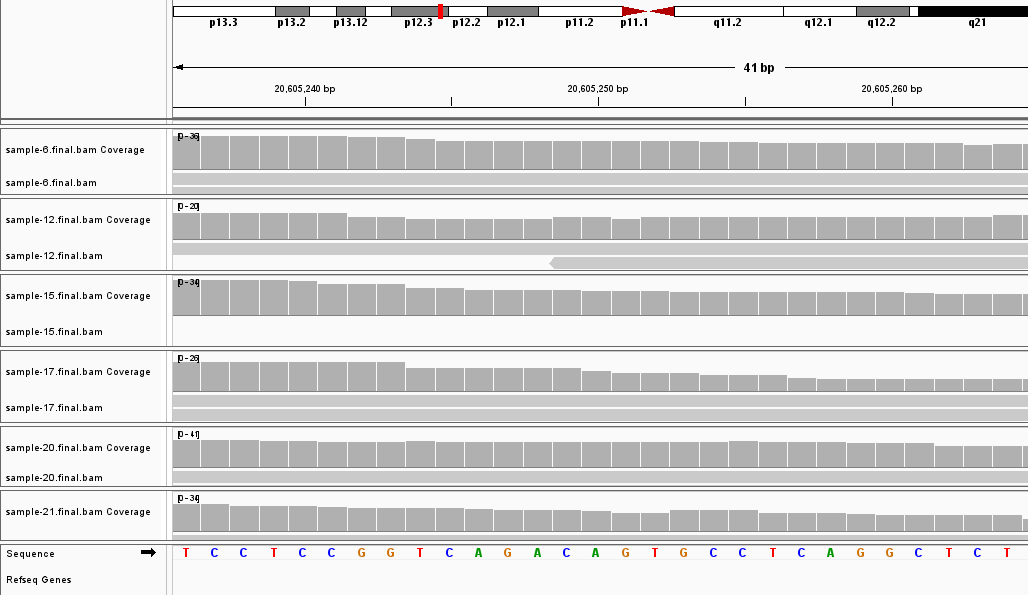 p13.3 p13.2 p13.12 p12.3 p12.2 p12.1 p11.2 p11.1 q11.2 q12.1 q12.2 q21
41 bp
20,605,240 bp 20,605,250 bp 20,605,260 bp
[0-36]
sample-6.final.bam Coverage
sample-6.final.bam
[0-20]
sample-12.final.bam Coverage
sample-12.final.bam
sample-15.final.bam Coverage
sample-15.final.bam
[0-26]
sample-17.final.bam Coverage
sample-17.final.bam
[0-41]
sample-20.final.bam Coverage
sample-20.final.bam
sample-21.final.bam Coverage
Sequence T C C T C C G G T C A G A C A G T G C C T C A G G C T C T
Refseq Genes